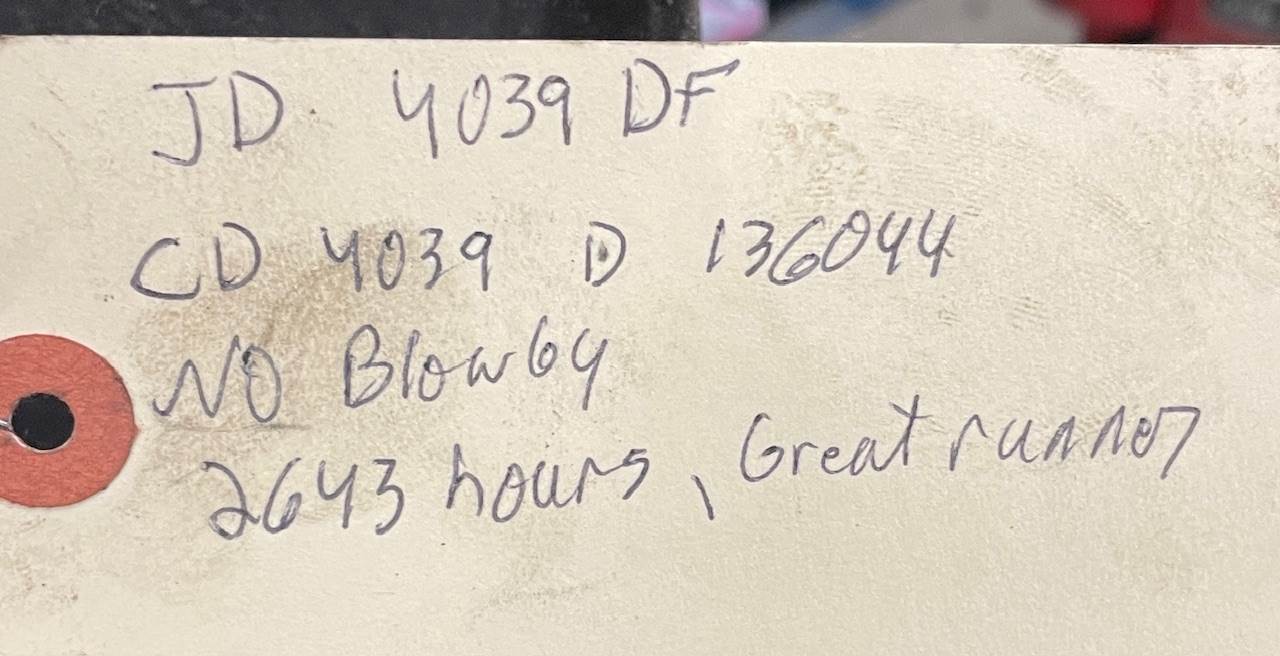 JD 4039 DF
CD 4039 D 136044
NO Blowby
2643 hours, Great runner